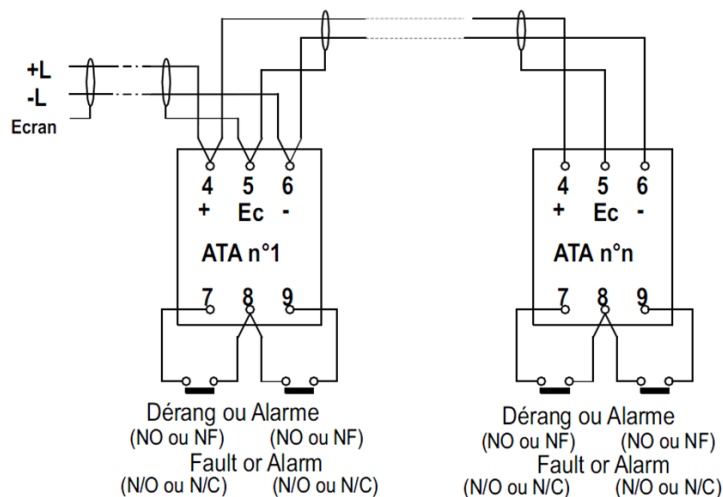 +L
-L
Ecran
4 5 6
+ Ec -
ATA n°1
7 8 9
Dérang ou Alarme
(NO ou NF) (NO ou NF)
Fault or Alarm
(N/O ou N/C) (N/O ou N/C)
4 5 6
+ Ec -
ATA n°n
7 8 9
Dérang ou Alarme
(NO ou NF) (NO ou NF)
Fault or Alarm
(N/O ou N/C) (N/O ou N/C)